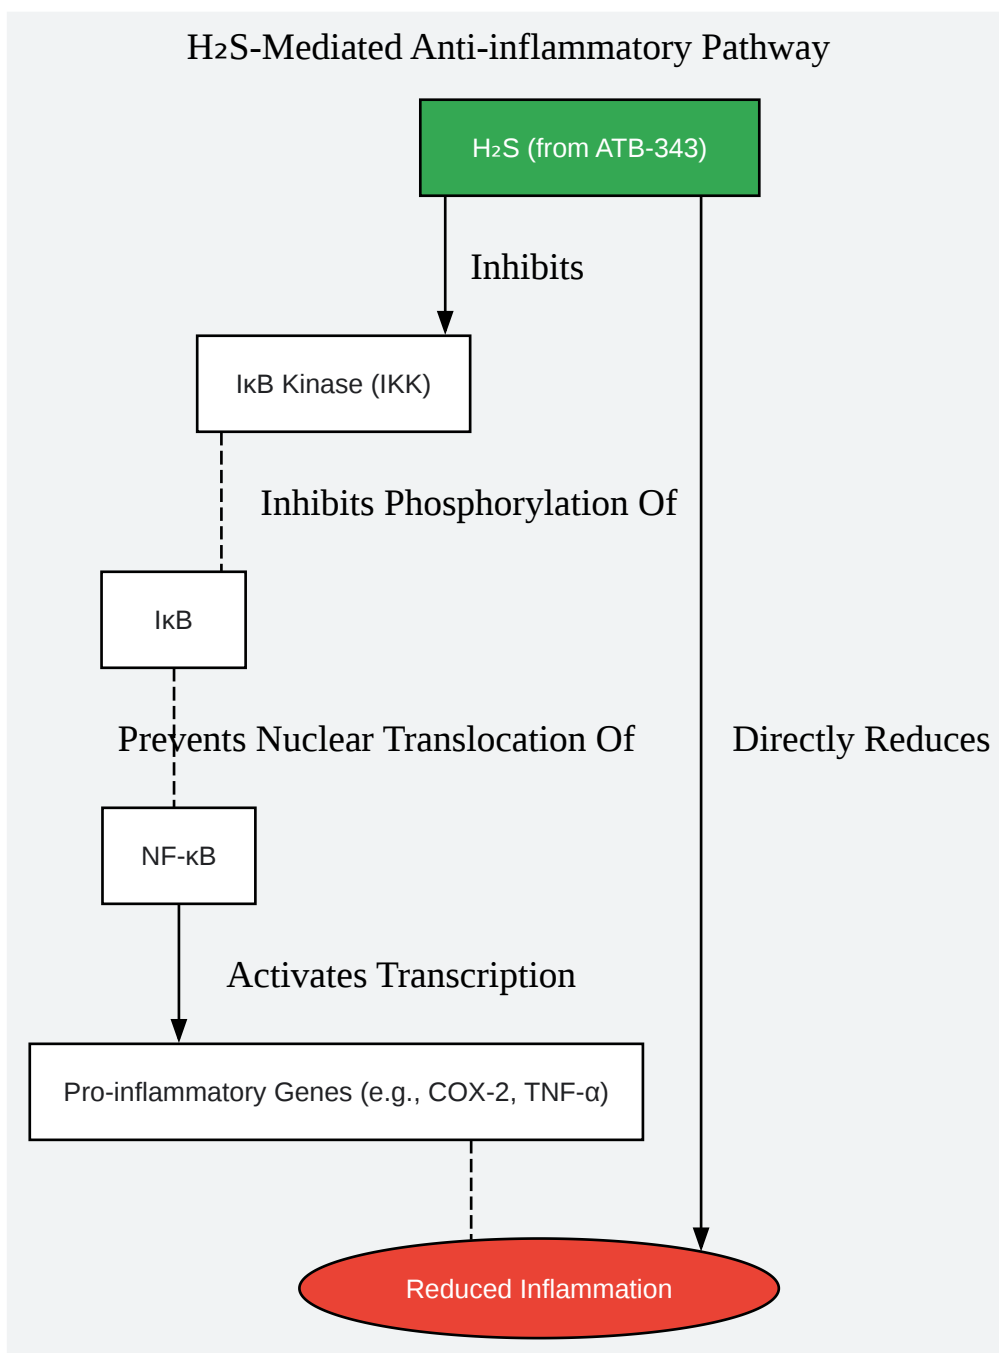 H₂S-Mediated Anti-inflammatory Pathway
H₂S (from ATB-343)
Inhibits
IκB Kinase (IKK)
Inhibits Phosphorylation Of
IκB
Prevents Nuclear Translocation Of
Directly Reduces
NF-κB
Activates Transcription
Pro-inflammatory Genes (e.g., COX-2, TNF-α)
Reduced Inflammation